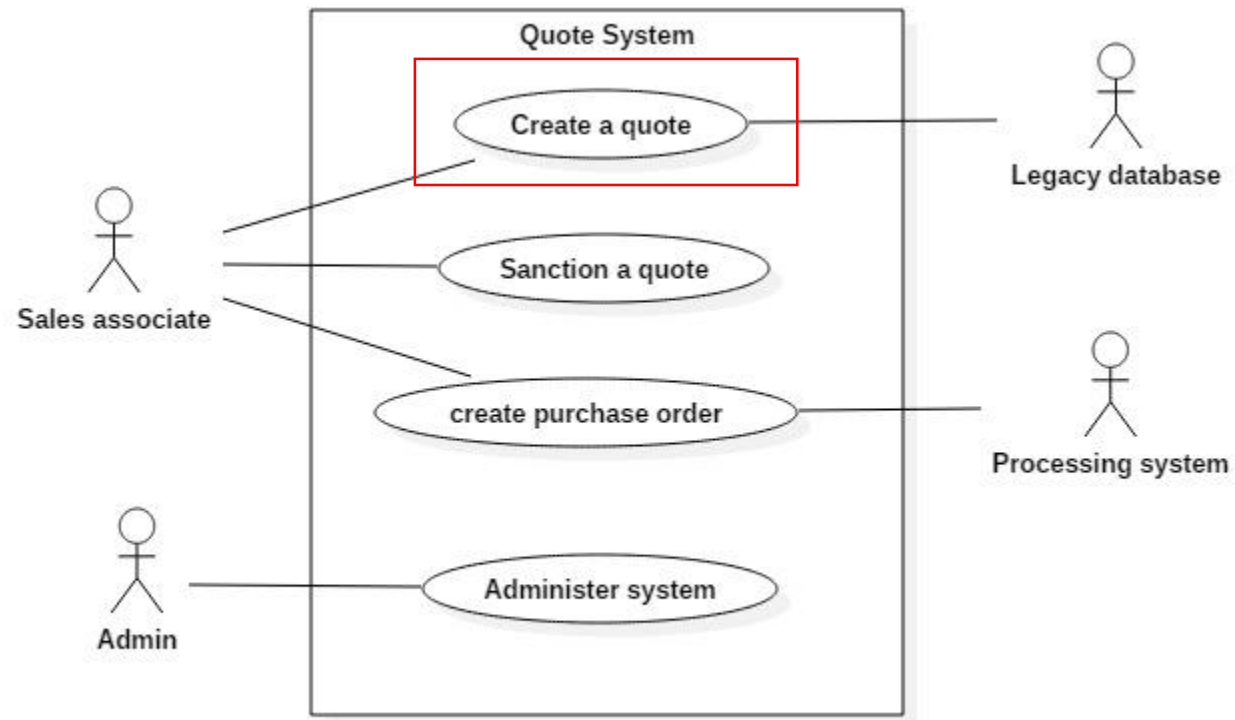 Quote System
Create a quote
Legacy database
Sanction a quote
Sales associate
create purchase order
Processing system
Administer system
Admin